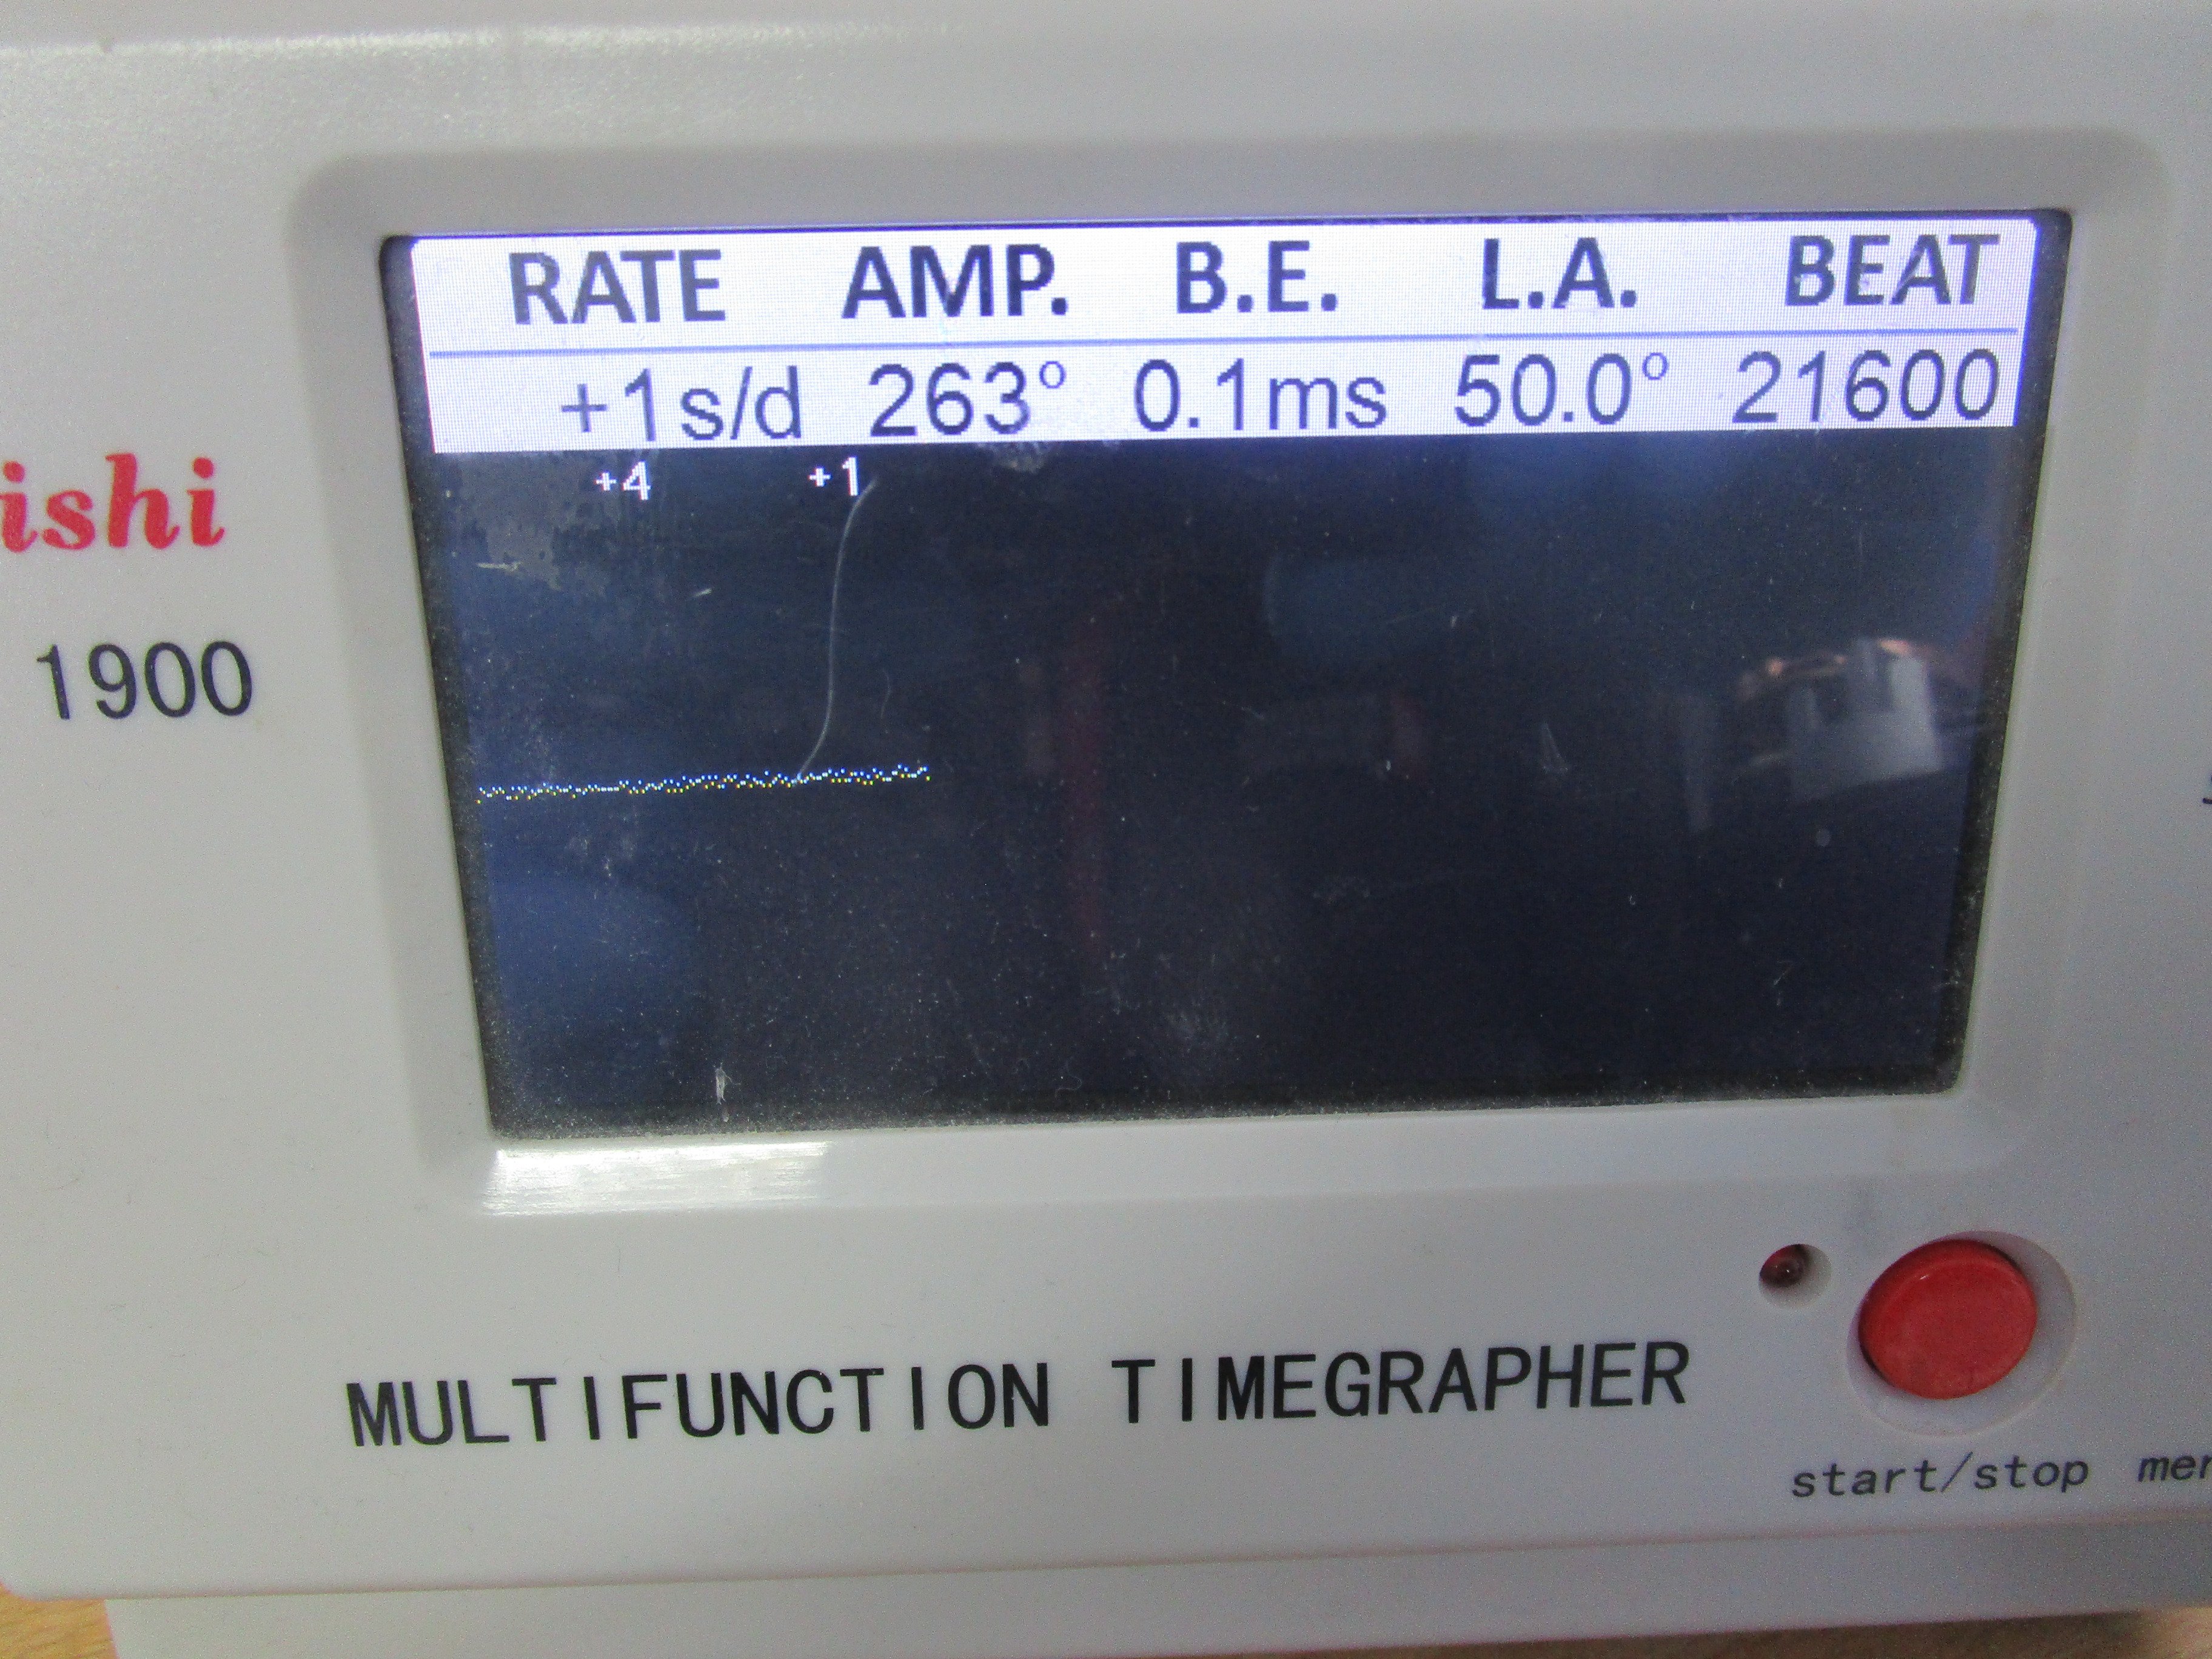 RATE AMP. B.E. L.A. BEAT
+1s/d 263° 0.1ms 50.0° 21600
+4 +1
ishi
1900
MULTIFUNCTION TIMEGRAPHER
start/stop